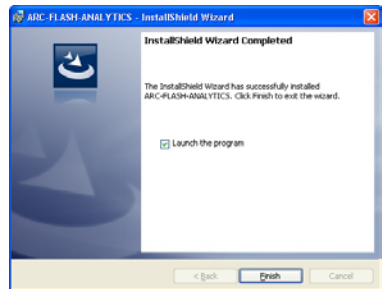 ARC-FLASH-ANALYTICS - InstallShield Wizard
InstallShield Wizard Completed
The InstallShield Wizard has successfully installed
ARC-FLASH-ANALYTICS. Click Finish to exit the wizard.
Launch the program
< Back
Finish
Cancel